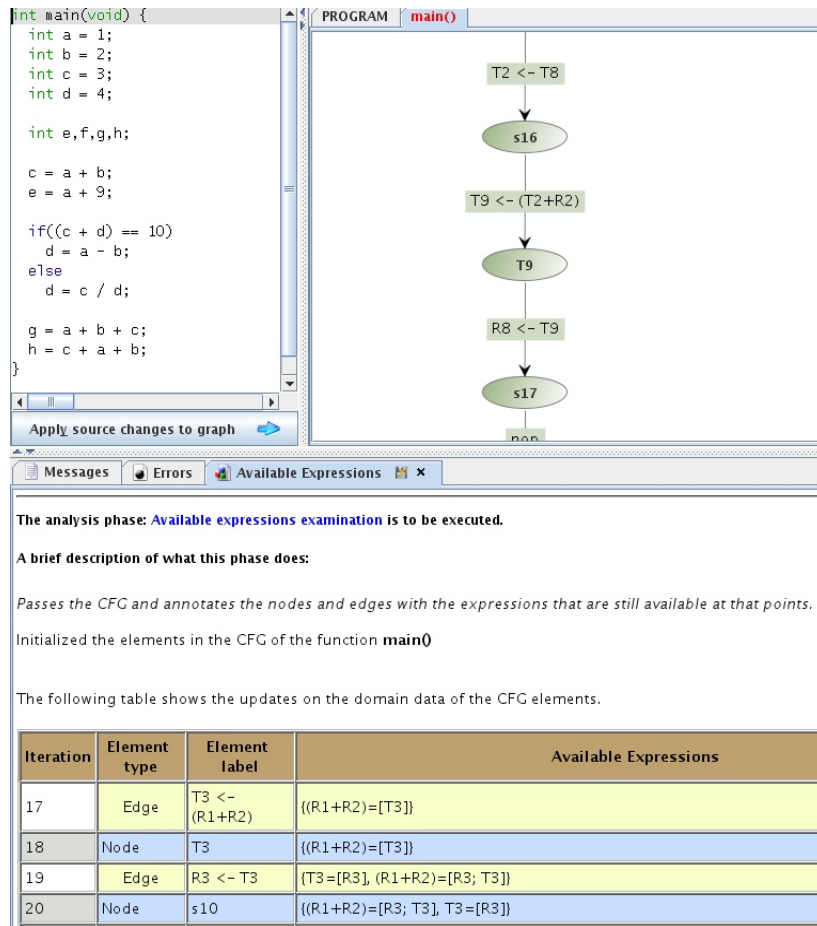 int main(void) {
int a = 1;
int b = 2;
int c = 3;
int d = 4;
int e,f,g,h;
c = a + b;
e = a + 9;
if((c + d) == 10)
d = a - b;
else
d = c / d;
g = a + b + c;
h = c + a + b;
}
Apply source changes to graph
PROGRAM main()
T2 <- T8
s16
T9 <- (T2+R2)
T9
R8 <- T9
s17
nop
Messages Errors Available Expressions
The analysis phase: Available expressions examination is to be executed.
A brief description of what this phase does:
Passes the CFG and annotates the nodes and edges with the expressions that are still available at that points.
Initialized the elements in the CFG of the function main()
The following table shows the updates on the domain data of the CFG elements.
Iteration Element type Element label Available Expressions
17 Edge T3 <- (R1+R2) {(R1+R2)=[T3]}
18 Node T3 {(R1+R2)=[T3]}
19 Edge R3 <- T3 {T3=[R3], (R1+R2)=[R3; T3]}
20 Node s10 {(R1+R2)=[R3; T3], T3=[R3]}